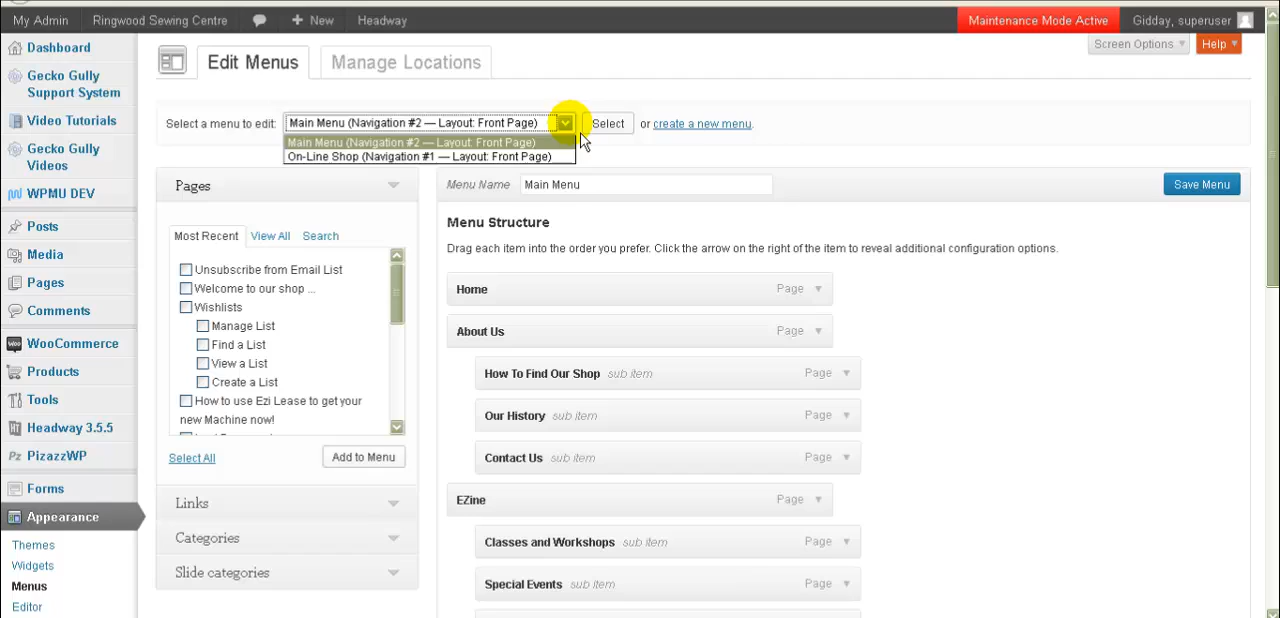 My Admin
Ringwood Sewing Centre
New
Headway
Maintenance Mode Active
Gidday, superuser
Dashboard
Gecko Gully
Support System
Video Tutorials
Gecko Gully
Videos
WPMU DEV
Posts
Media
Pages
Comments
WooCommerce
Products
Tools
Headway 3.5.5
PizazzWP
Forms
Appearance
Themes
Widgets
Menus
Editor
Edit Menus
Manage Locations
Screen Options
Help
Select a menu to edit:
Main Menu (Navigation #2 — Layout: Front Page)
Select
or create a new menu.
Main Menu (Navigation #2 — Layout: Front Page)
On-Line Shop (Navigation #1 — Layout: Front Page)
Pages
Most Recent
View All
Search
Unsubscribe from Email List
Welcome to our shop ...
Wishlists
Manage List
Find a List
View a List
Create a List
How to use Ezi Lease to get your
new Machine now!
Select All
Add to Menu
Links
Categories
Slide categories
Menu Name
Main Menu
Save Menu
Menu Structure
Drag each item into the order you prefer. Click the arrow on the right of the item to reveal additional configuration options.
Home Page
About Us Page
How To Find Our Shop sub item Page
Our History sub item Page
Contact Us sub item Page
EZine Page
Classes and Workshops sub item Page
Special Events sub item Page